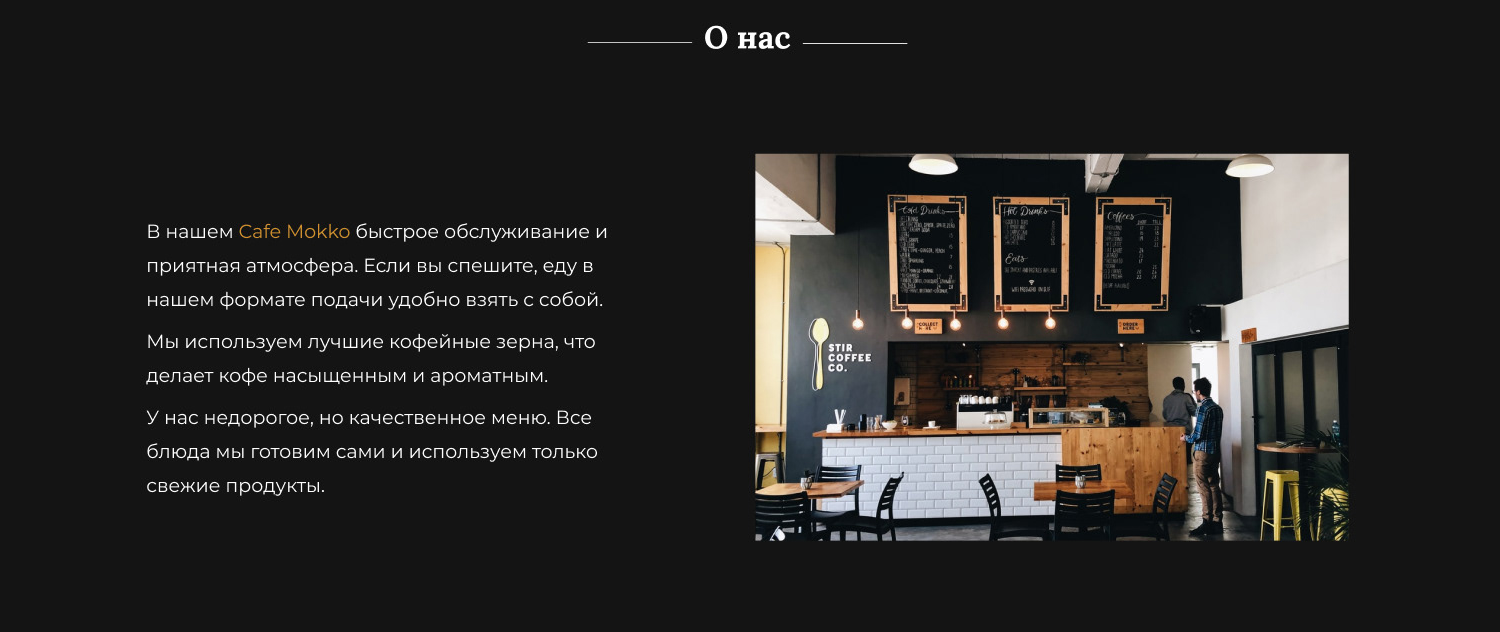 О нас
В нашем Cafe Mokko быстрое обслуживание и
приятная атмосфера. Если вы спешите, еду в
нашем формате подачи удобно взять с собой.
Мы используем лучшие кофейные зерна, что
делает кофе насыщенным и ароматным.
У нас недорогое, но качественное меню. Все
блюда мы готовим сами и используем только
свежие продукты.
Hot Drinks
Coffees
Eats
COLLECT
HERE
ORDER
HERE
STIR
COFFEE
CO.